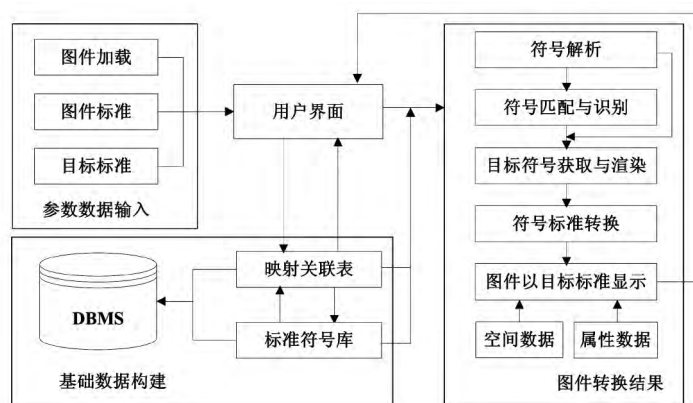 图件加载
图件标准
目标标准
参数数据输入
用户界面
映射关联表
标准符号库
DBMS
基础数据构建
符号解析
符号匹配与识别
目标符号获取与渲染
符号标准转换
图件以目标标准显示
空间数据
属性数据
图件转换结果